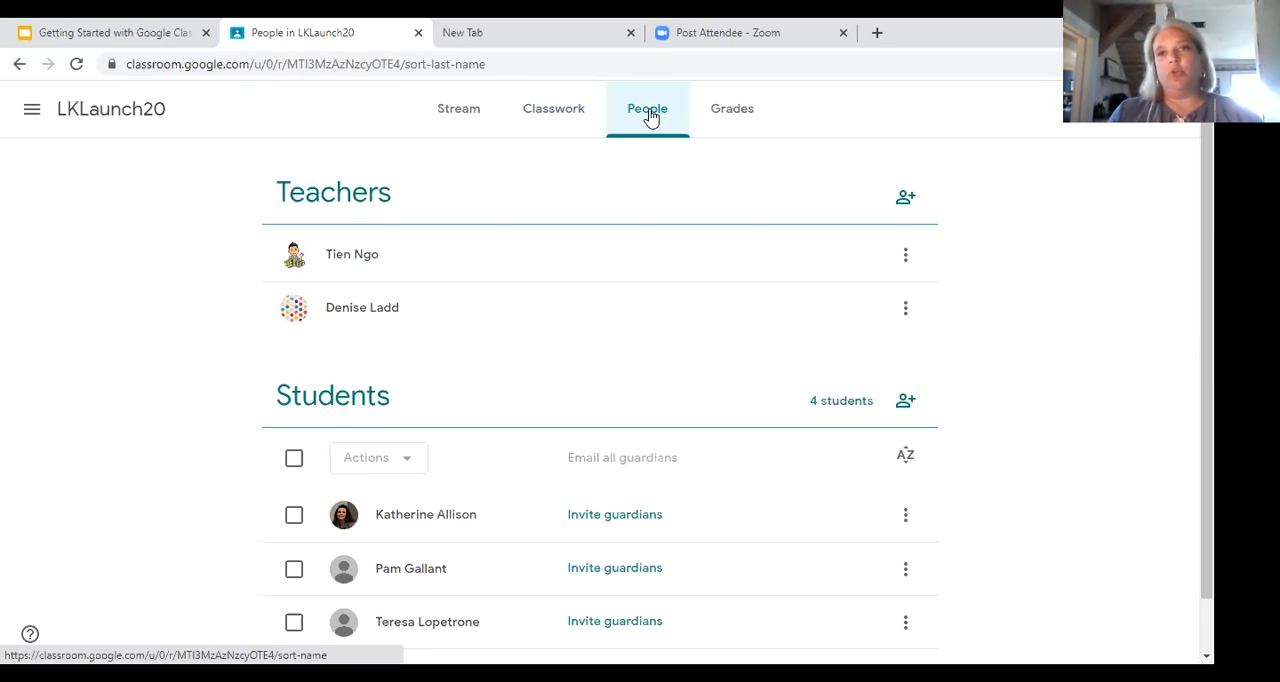 Getting Started with Google Clas
People in LKLaunch20
New Tab
Post Attendee - Zoom
classroom.google.com/u/0/r/MTI3MzAzNzcyOTE4/sort-last-name
LKLaunch20
Stream
Classwork
People
Grades
Teachers
Tien Ngo
Denise Ladd
Students
4 students
Actions
Email all guardians
AZ
Katherine Allison
Invite guardians
Pam Gallant
Invite guardians
Teresa Lopetrone
Invite guardians
https://classroom.google.com/u/0/r/MTI3MzAzNzcyOTE4/sort-name